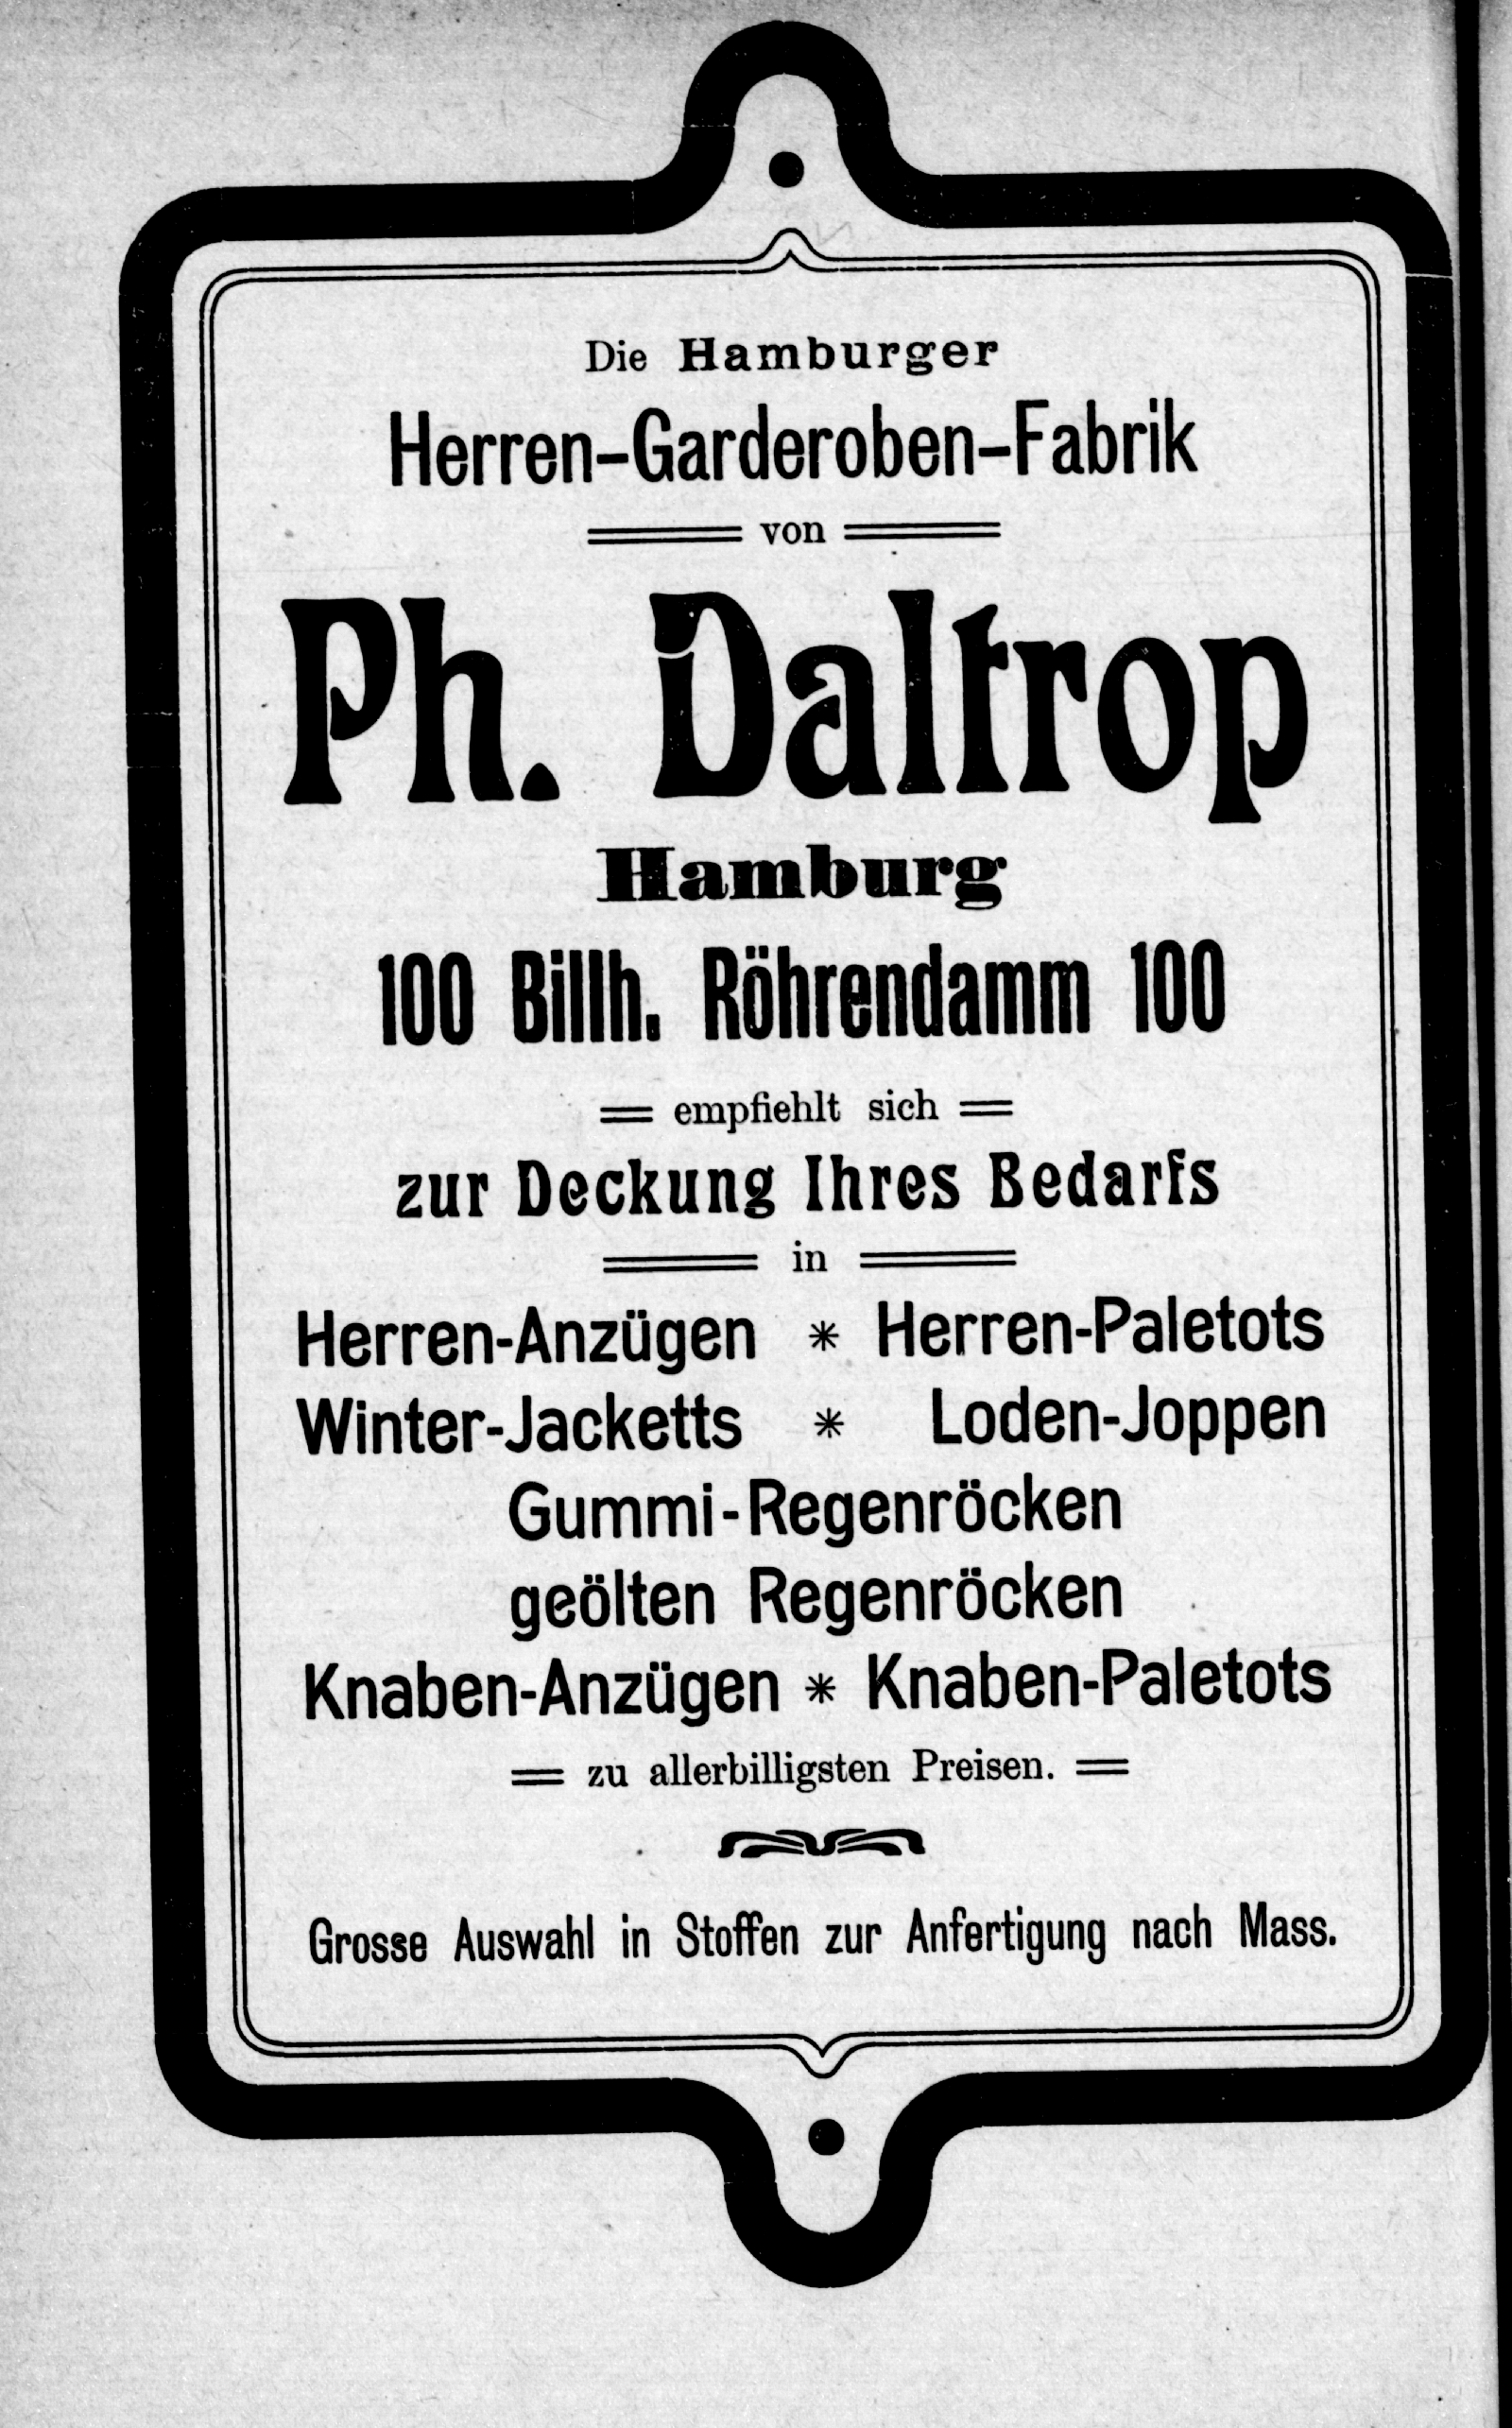 Die Hamburger
Herren-Garderoben-Fabrik
von
Ph. Daltrop
Hamburg
100 Billh. Röhrendamm 100
empfiehlt sich
zur Deckung Ihres Bedarfs
in
Herren-Anzügen * Herren-Paletots
Winter-Jacketts * Loden-Joppen
Gummi-Regenröcken
geölten Regenröcken
Knaben-Anzügen * Knaben-Paletots
zu allerbilligsten Preisen.
Grosse Auswahl in Stoffen zur Anfertigung nach Mass.